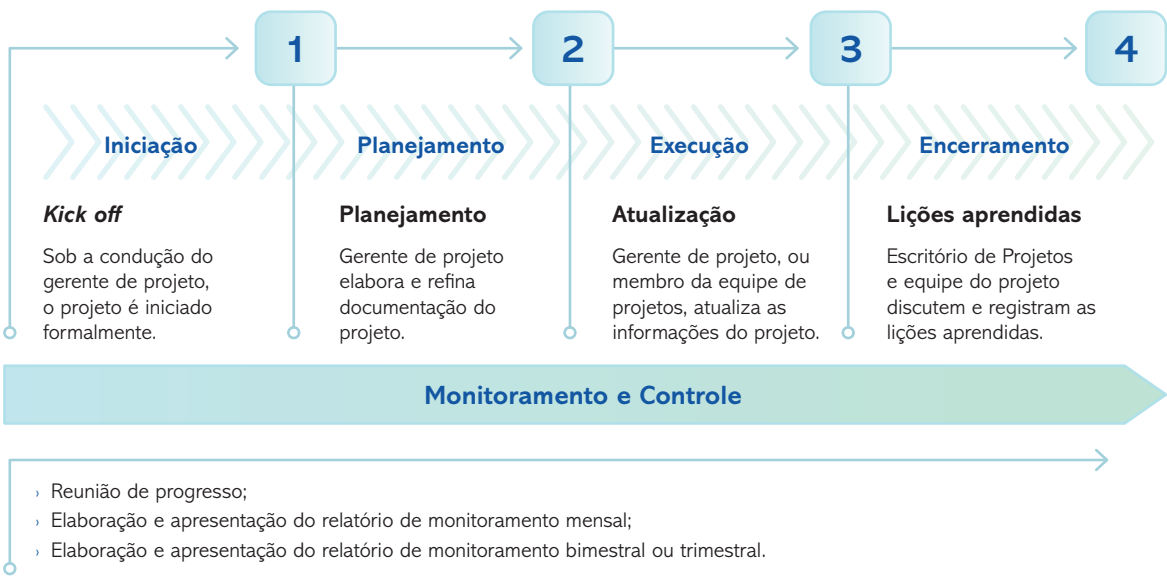 1
2
3
4
Iniciação
Planejamento
Execução
Encerramento
Kick off
Sob a condução do
gerente de projeto,
o projeto é iniciado
formalmente.
Planejamento
Gerente de projeto
elabora e refina
documentação do
projeto.
Atualização
Gerente de projeto, ou
membro da equipe de
projetos, atualiza as
informações do projeto.
Lições aprendidas
Escritório de Projetos
e equipe do projeto
discutem e registram as
lições aprendidas.
Monitoramento e Controle
› Reunião de progresso;
› Elaboração e apresentação do relatório de monitoramento mensal;
› Elaboração e apresentação do relatório de monitoramento bimestral ou trimestral.